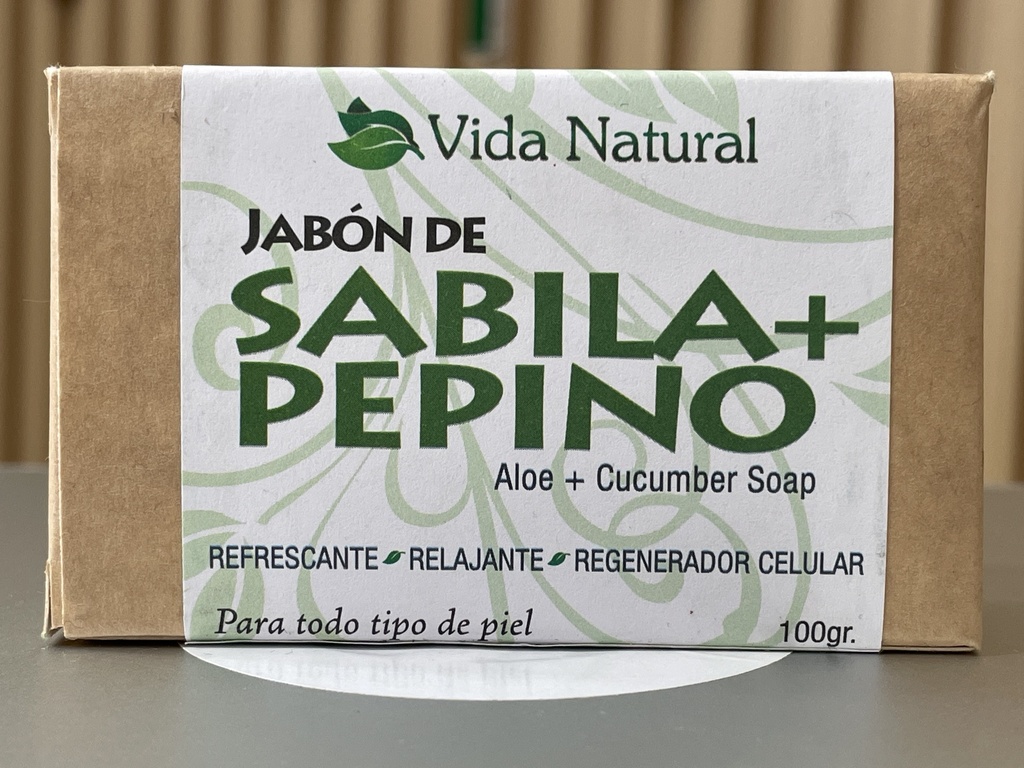 Vida Natural
JABÓN DE
SABILA+
PEPINO
Aloe + Cucumber Soap
REFRESCANTE RELAJANTE REGENERADOR CELULAR
Para todo tipo de piel
100gr.